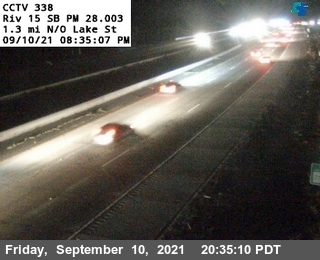 CCTV 338
Riv 15 SB PM 28.003
1.3 mi N/O Lake St
09/10/21 08:35:07 PM
Friday, September 10, 2021 20:35:10 PDT